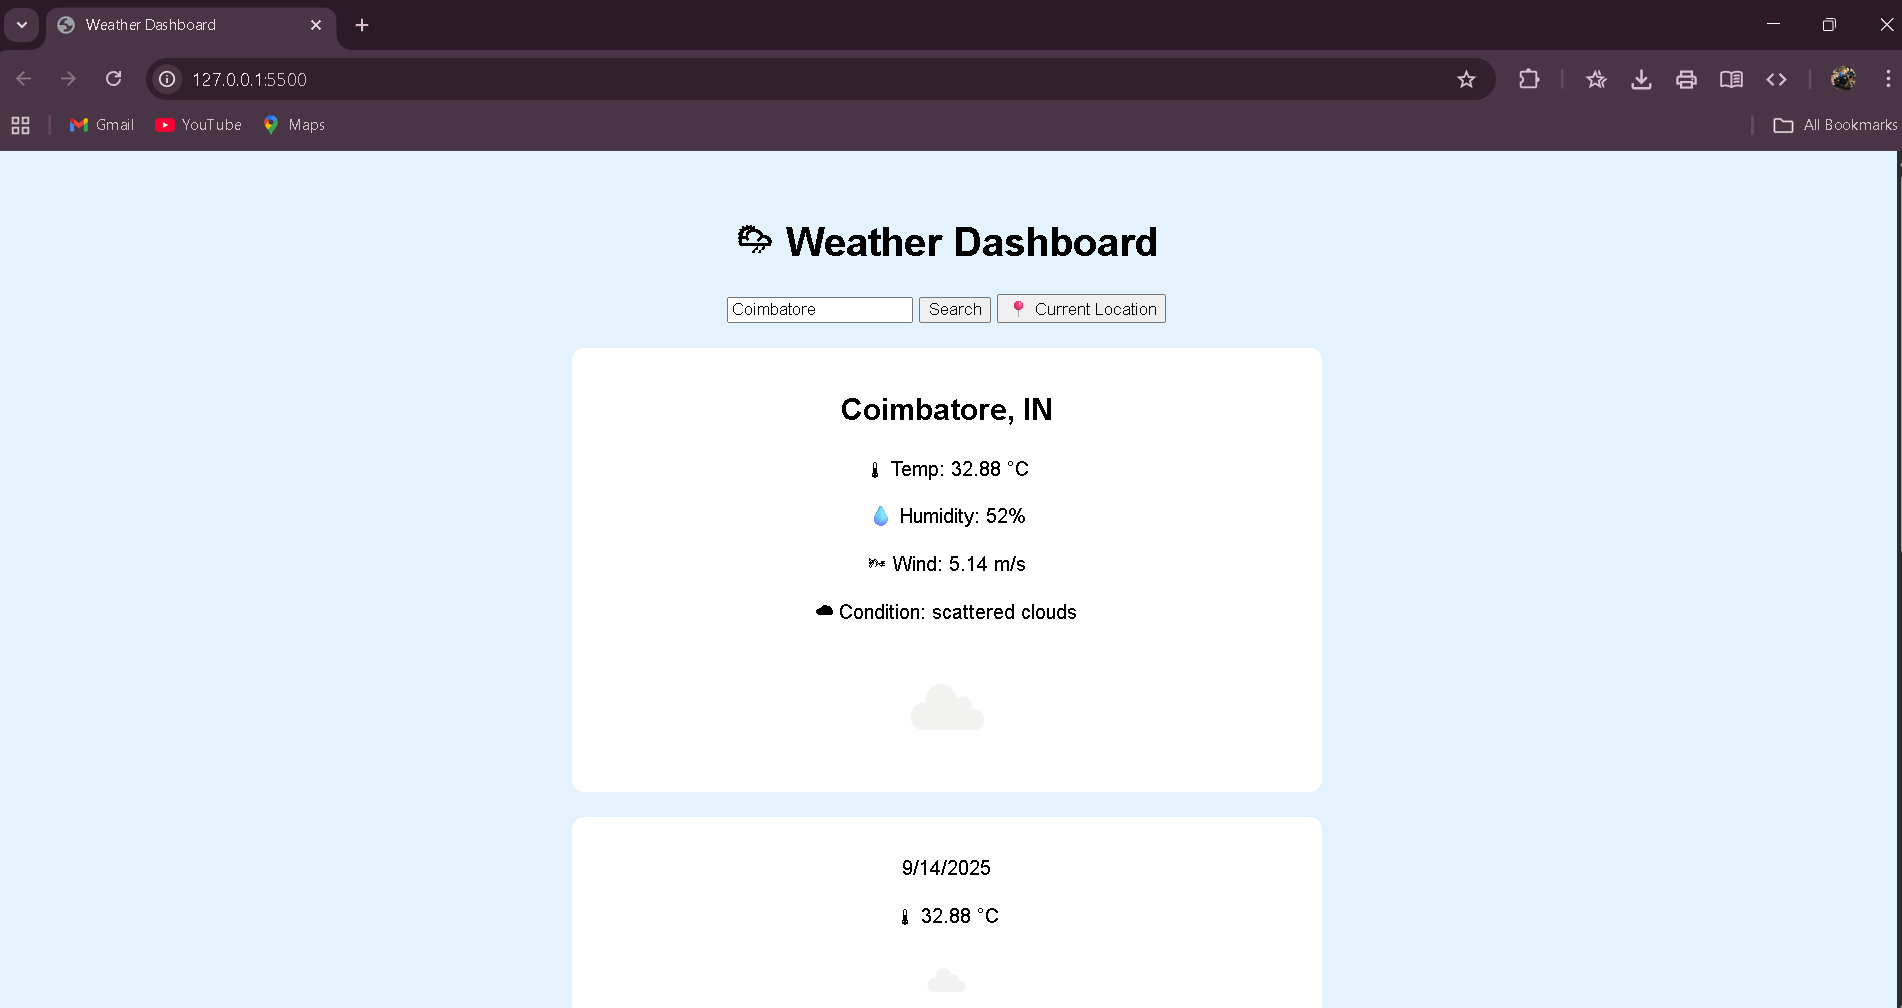 Weather Dashboard
127.0.0.1:5500
Gmail YouTube Maps All Bookmarks
🌦 Weather Dashboard
Coimbatore Search 📍 Current Location
Coimbatore, IN
🌡 Temp: 32.88 °C
💧 Humidity: 52%
🌬 Wind: 5.14 m/s
☁ Condition: scattered clouds
9/14/2025
🌡 32.88 °C